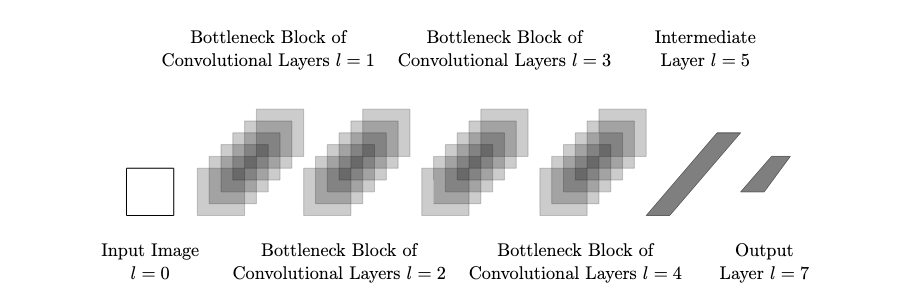 Bottleneck Block of
Convolutional Layers l = 1
Bottleneck Block of
Convolutional Layers l = 3
Intermediate
Layer l = 5
Input Image
l = 0
Bottleneck Block of
Convolutional Layers l = 2
Bottleneck Block of
Convolutional Layers l = 4
Output
Layer l = 7